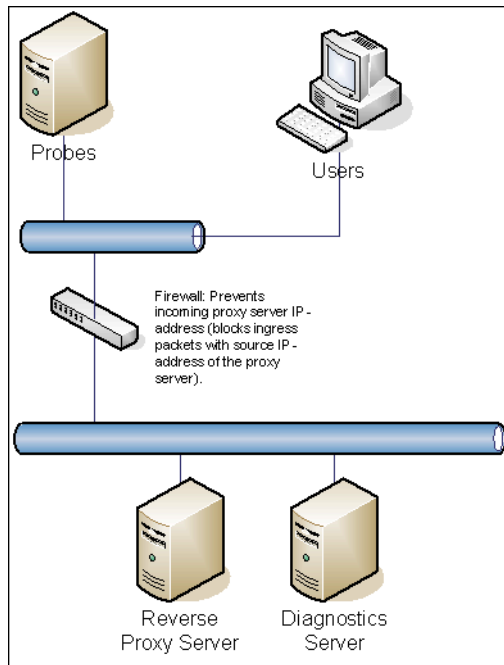 Probes
Users
Firewall: Prevents
incoming proxy server IP -
address (blocks ingress
packets with source IP -
address of the proxy
server).
Reverse
Proxy Server
Diagnostics
Server